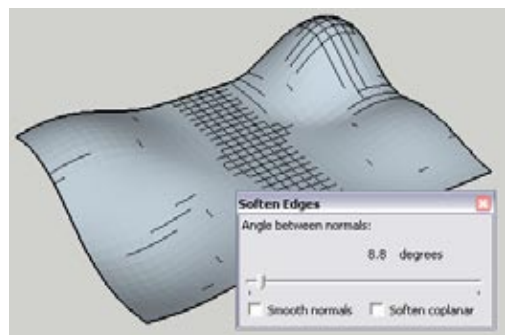 Soften Edges
Angle between normals:
8.8 degrees
Smooth normals Soften coplanar